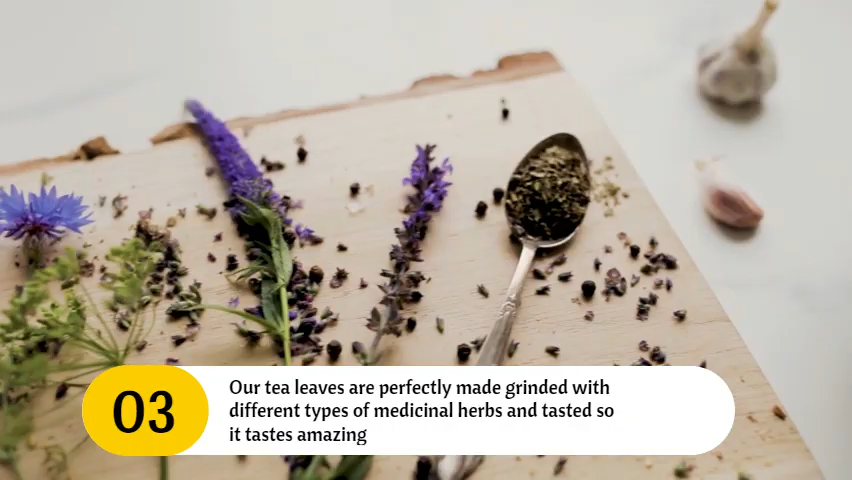 03
Our tea leaves are perfectly made grinded with
different types of medicinal herbs and tasted so
it tastes amazing